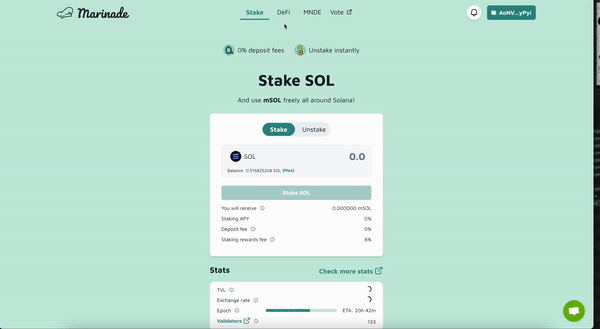 Marinade
Stake DeFi MNDE Vote
AoNV...yPyi
0% deposit fees Unstake instantly
Stake SOL
And use mSOL freely all around Solana!
Stake Unstake
SOL 0.0
Balance: 0.515825208 SOL (Max)
Stake SOL
You will receive 0.000000 mSOL
Staking APY 0%
Deposit fee 0%
Staking rewards fee 6%
Stats Check more stats
TVL
Exchange rate
Epoch ETA: 20h 42m
Validators 133